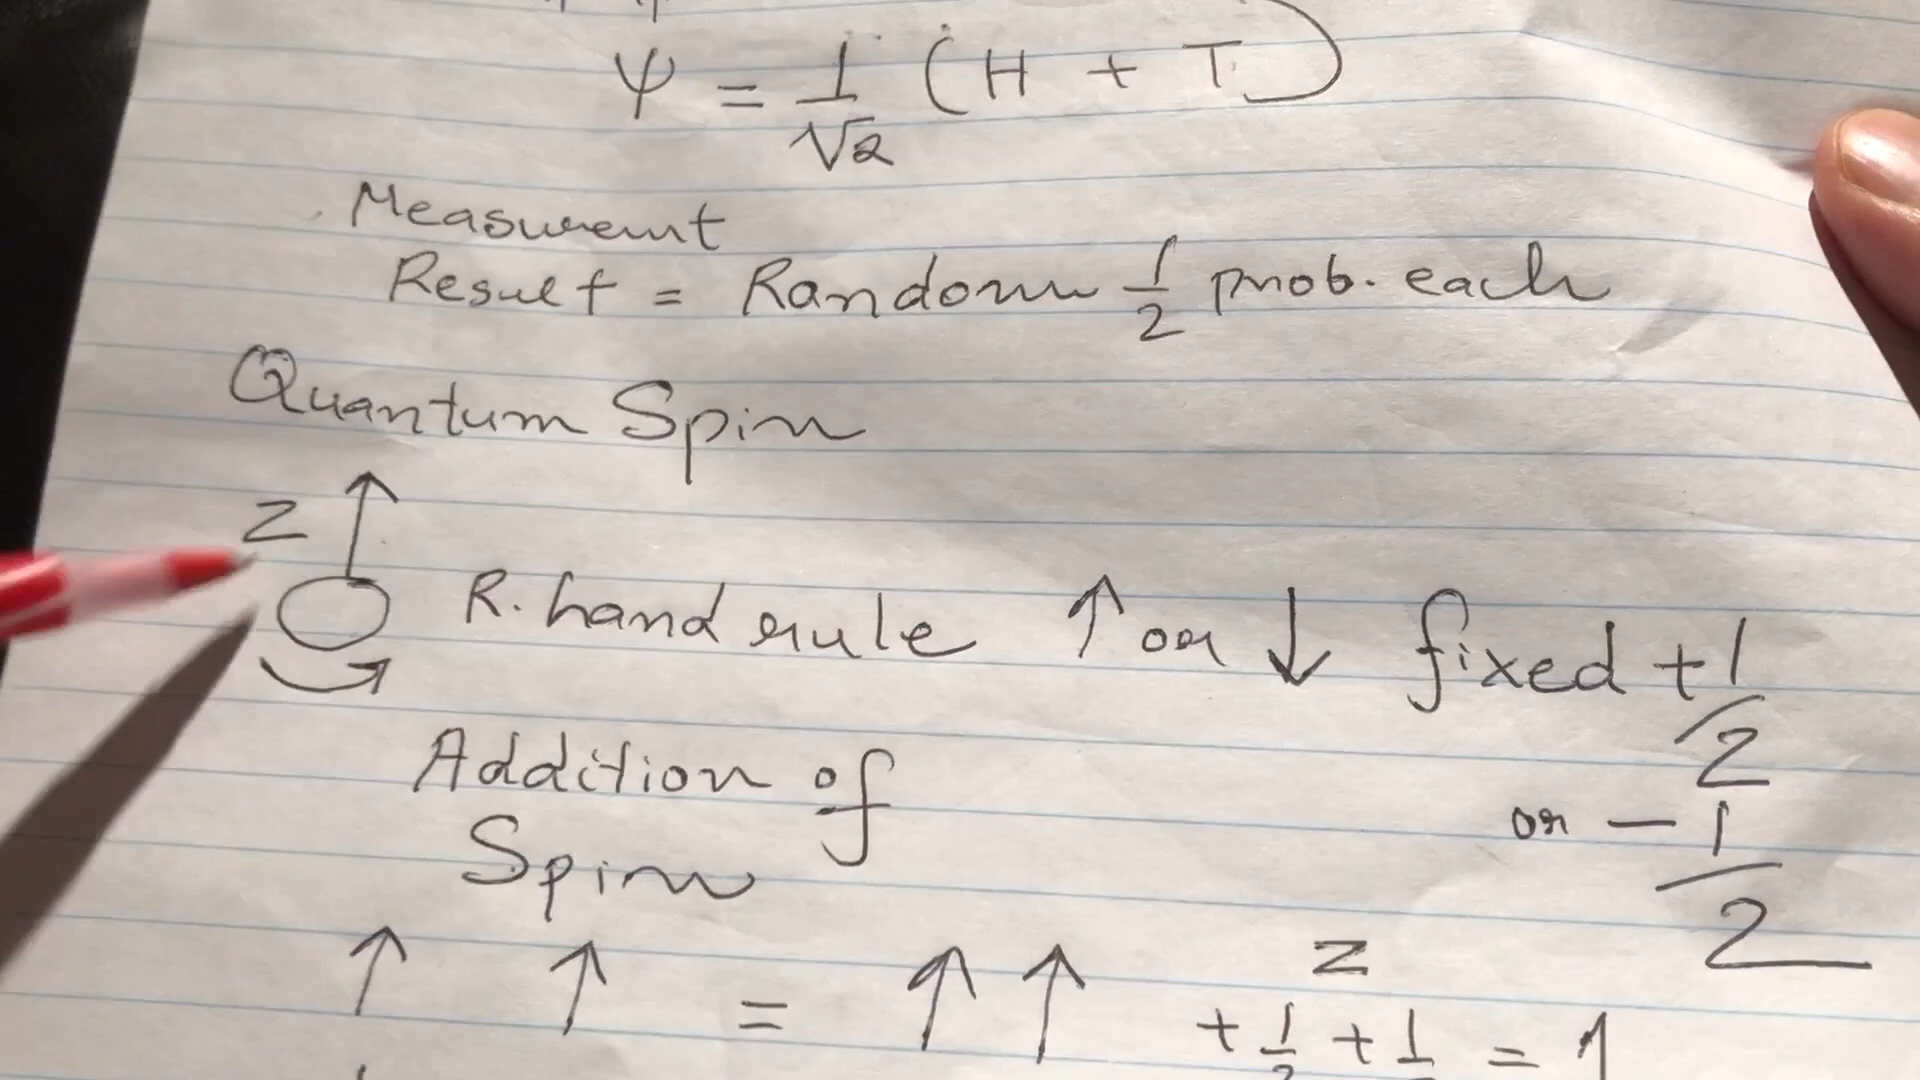 ψ = 1/√2 (H + T)
Measuremt
Result = Random 1/2 prob. each
Quantum Spin
Z
R. hand rule ↑ or ↓ fixed +1/2
or -1/2
Addition of
Spin
↑ ↑ = ↑↑
Z
+1/2 + 1/2 = 1